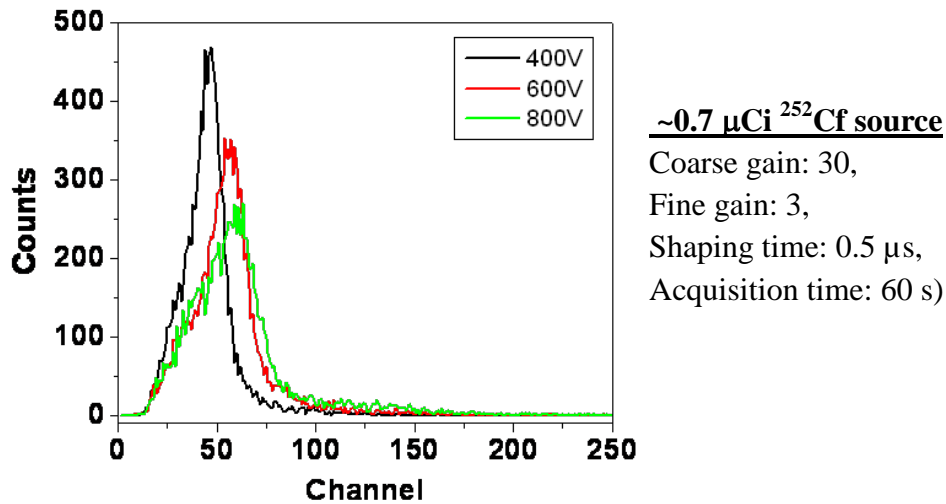 500
400
300
200
100
0
Counts
0 50 100 150 200 250
Channel
400V
600V
800V
~0.7 μCi ²⁵²Cf source
Coarse gain: 30,
Fine gain: 3,
Shaping time: 0.5 µs,
Acquisition time: 60 s)